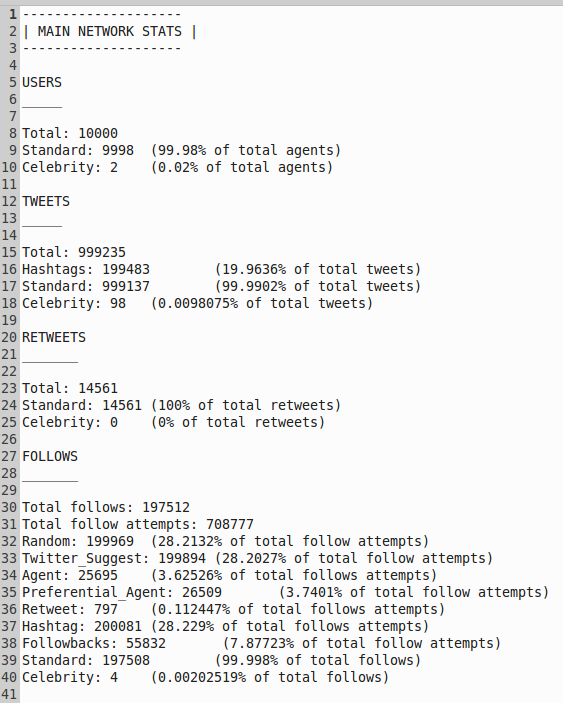 1 --------------------
2 | MAIN NETWORK STATS |
3 --------------------
4
5 USERS
6 _____
7
8 Total: 10000
9 Standard: 9998  (99.98% of total agents)
10 Celebrity: 2    (0.02% of total agents)
11
12 TWEETS
13 _____
14
15 Total: 999235
16 Hashtags: 199483        (19.9636% of total tweets)
17 Standard: 999137        (99.9902% of total tweets)
18 Celebrity: 98   (0.0098075% of total tweets)
19
20 RETWEETS
21 _______
22
23 Total: 14561
24 Standard: 14561 (100% of total retweets)
25 Celebrity: 0    (0% of total retweets)
26
27 FOLLOWS
28 _______
29
30 Total follows: 197512
31 Total follow attempts: 708777
32 Random: 199969  (28.2132% of total follow attempts)
33 Twitter_Suggest: 199894 (28.2027% of total follow attempts)
34 Agent: 25695    (3.62526% of total follows attempts)
35 Preferential_Agent: 26509       (3.7401% of total follow attempts)
36 Retweet: 797    (0.112447% of total follows attempts)
37 Hashtag: 200081 (28.229% of total follows attempts)
38 Followbacks: 55832       (7.87723% of total follow attempts)
39 Standard: 197508        (99.998% of total follows)
40 Celebrity: 4    (0.00202519% of total follows)
41